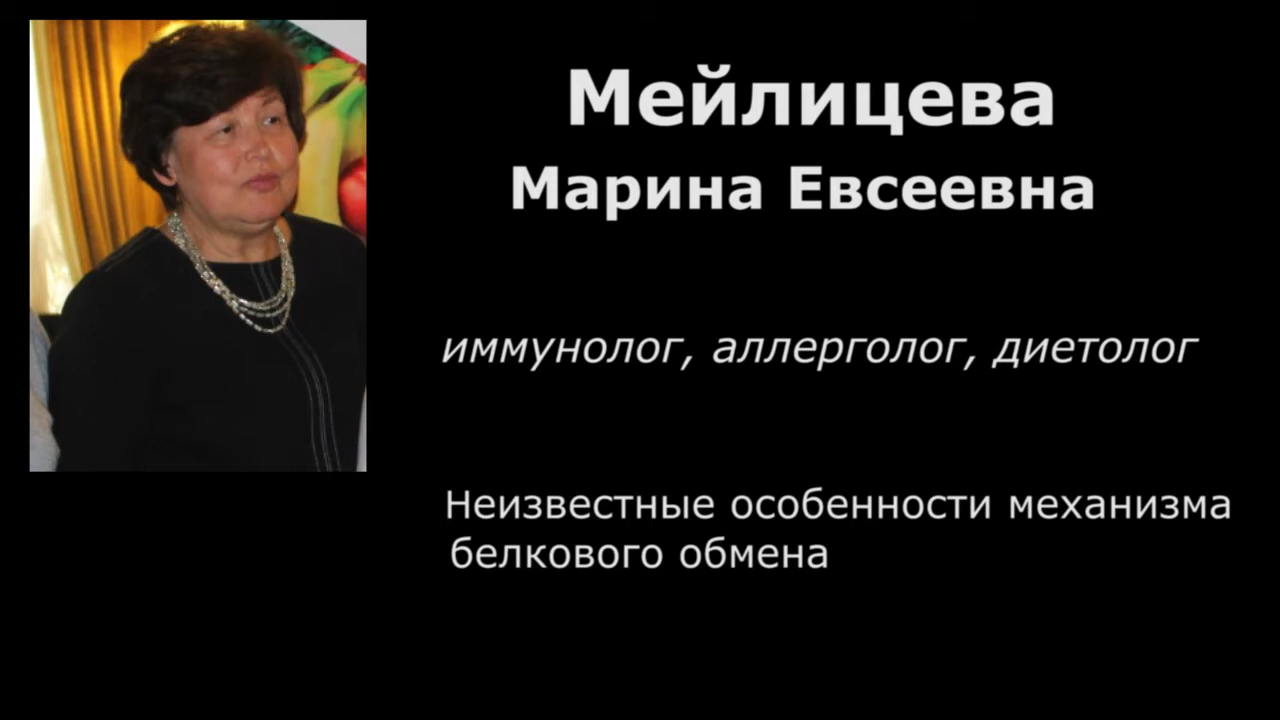 Мейлицева
Марина Евсеевна
иммунолог, аллерголог, диетолог
Неизвестные особенности механизма
белкового обмена